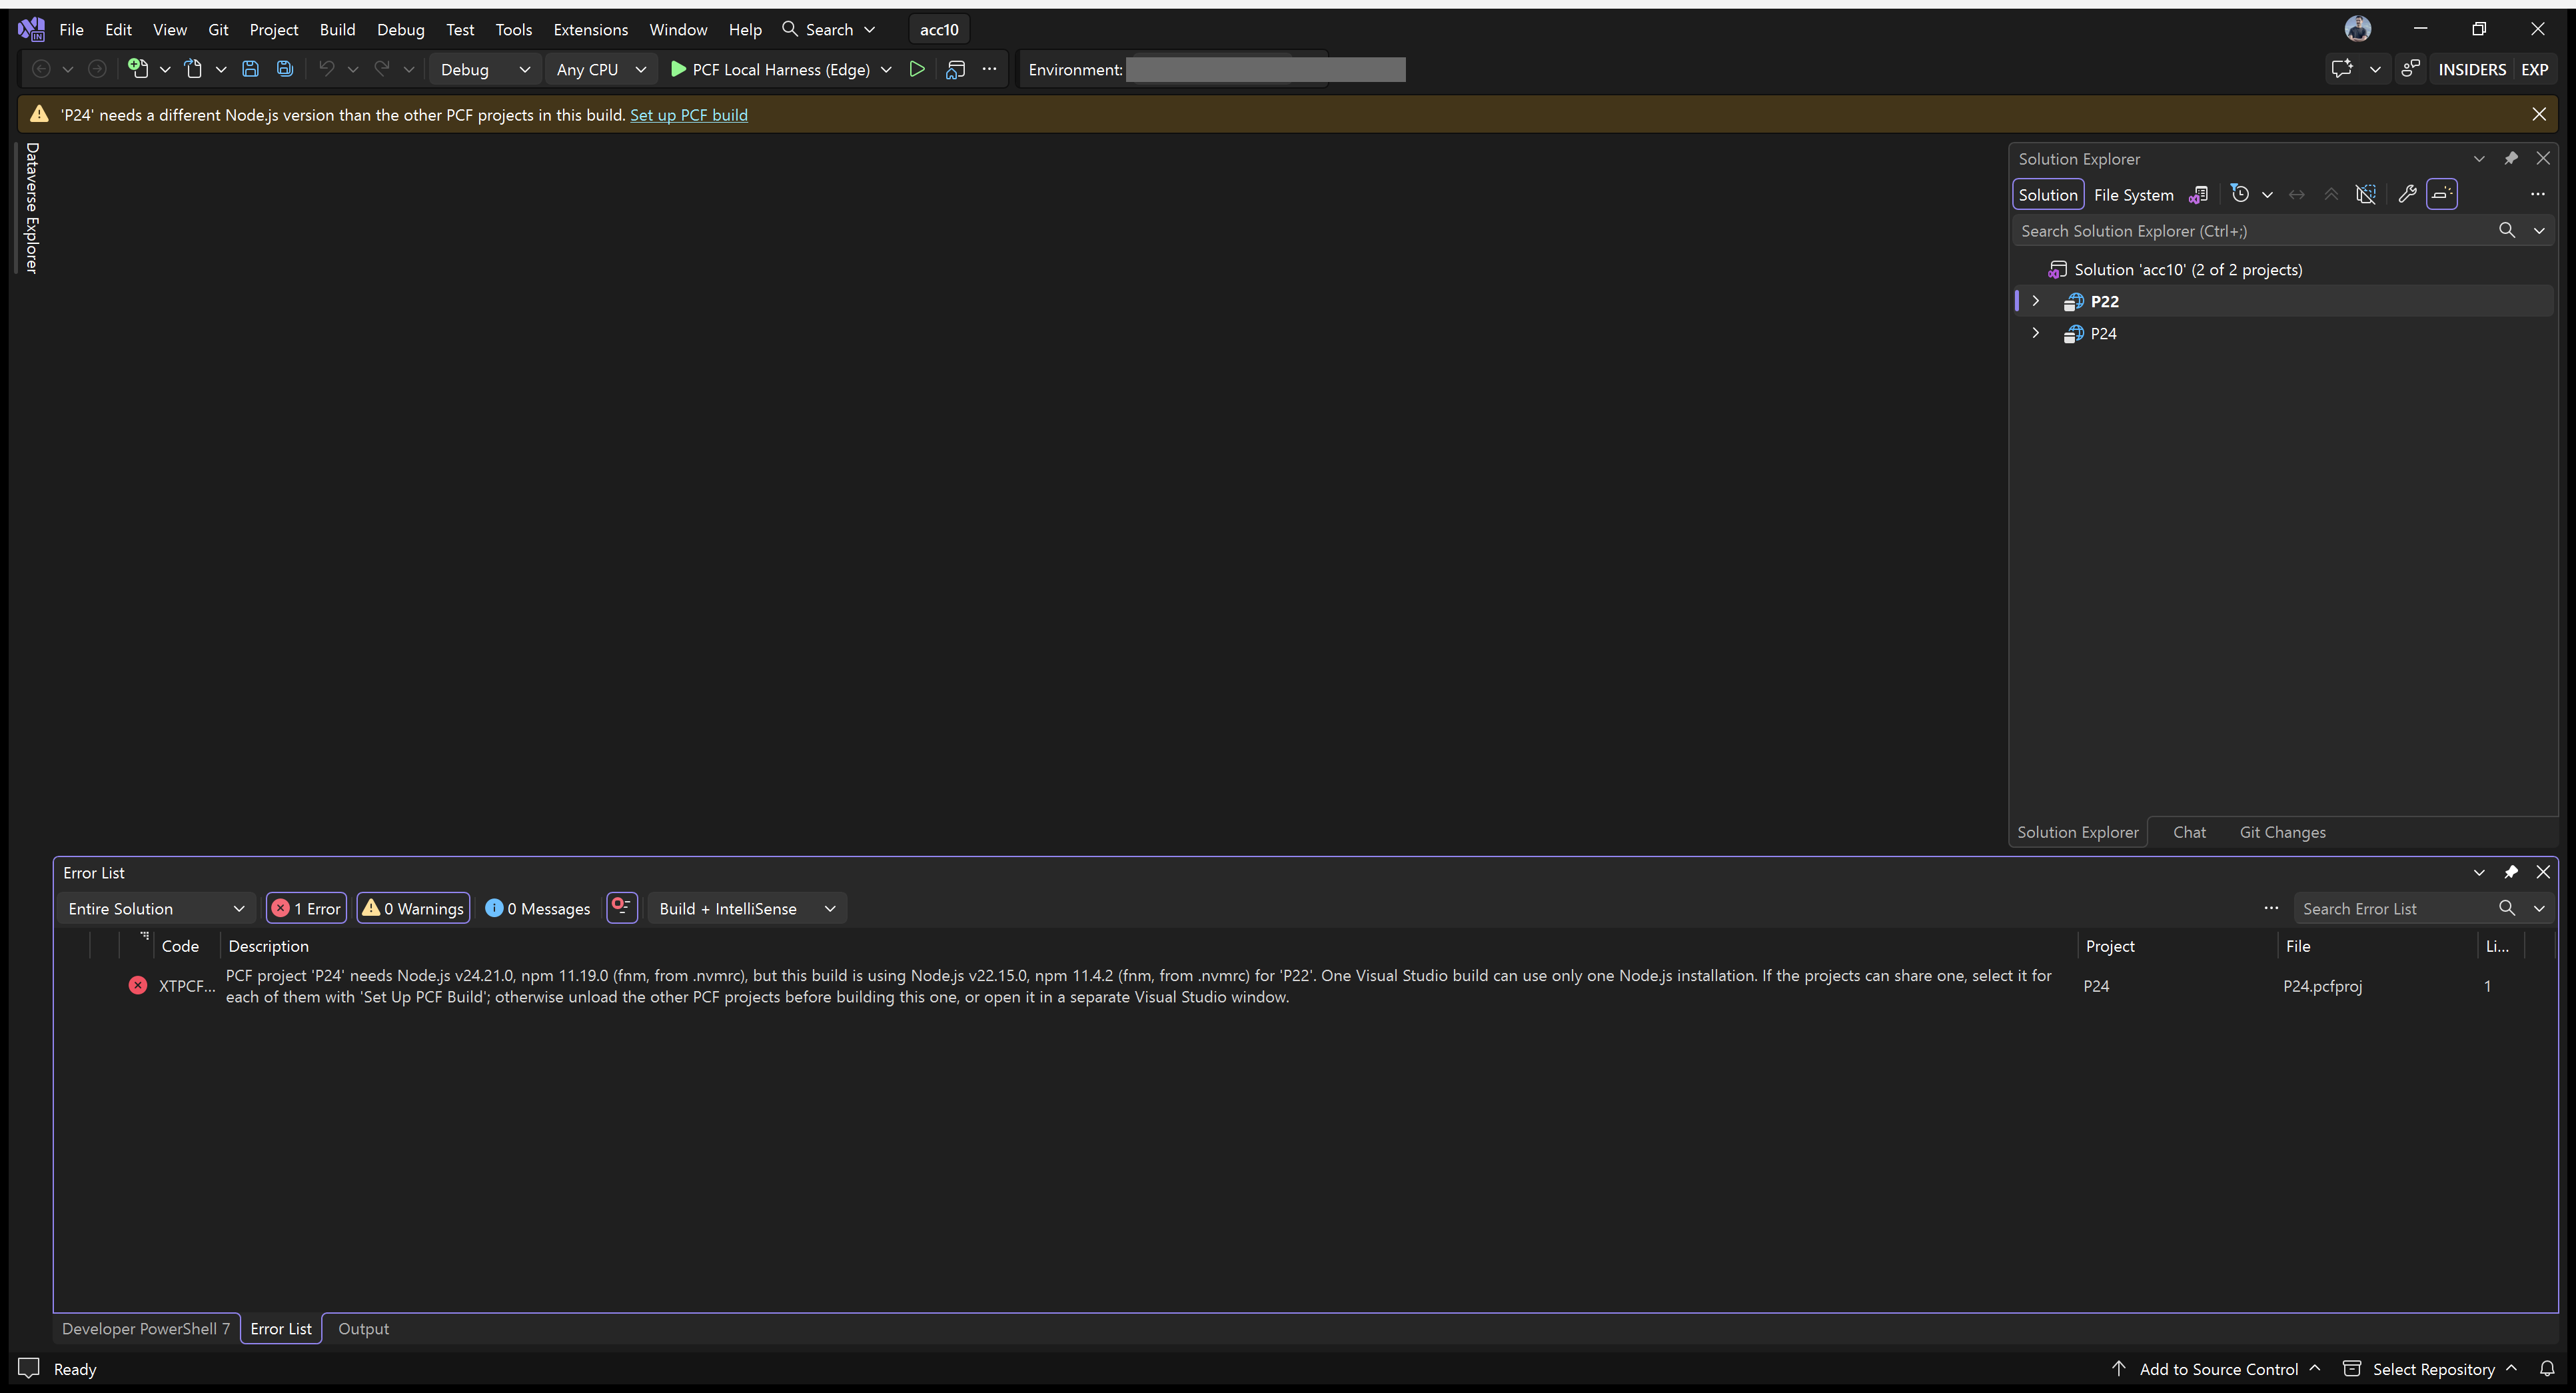 File Edit View Git Project Build Debug Test Tools Extensions Window Help Search acc10
Debug Any CPU PCF Local Harness (Edge) Environment: INSIDERS EXP
'P24' needs a different Node.js version than the other PCF projects in this build. Set up PCF build
Dataverse Explorer
Solution Explorer
Solution File System
Search Solution Explorer (Ctrl+;)
Solution 'acc10' (2 of 2 projects)
P22
P24
Solution Explorer Chat Git Changes
Error List
Entire Solution 1 Error 0 Warnings 0 Messages Build + IntelliSense Search Error List
Code Description Project File Li...
XTPCF... PCF project 'P24' needs Node.js v24.21.0, npm 11.19.0 (fnm, from .nvmrc), but this build is using Node.js v22.15.0, npm 11.4.2 (fnm, from .nvmrc) for 'P22'. One Visual Studio build can use only one Node.js installation. If the projects can share one, select it for
each of them with 'Set Up PCF Build'; otherwise unload the other PCF projects before building this one, or open it in a separate Visual Studio window. P24 P24.pcfproj 1
Developer PowerShell 7 Error List Output
Ready Add to Source Control Select Repository